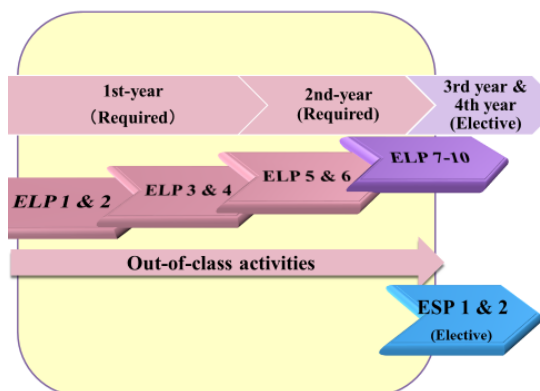 1st-year
（Required）
2nd-year
(Required)
3rd year &
4th year
(Elective)
ELP 1 & 2
ELP 3 & 4
ELP 5 & 6
ELP 7-10
Out-of-class activities
ESP 1 & 2
(Elective)